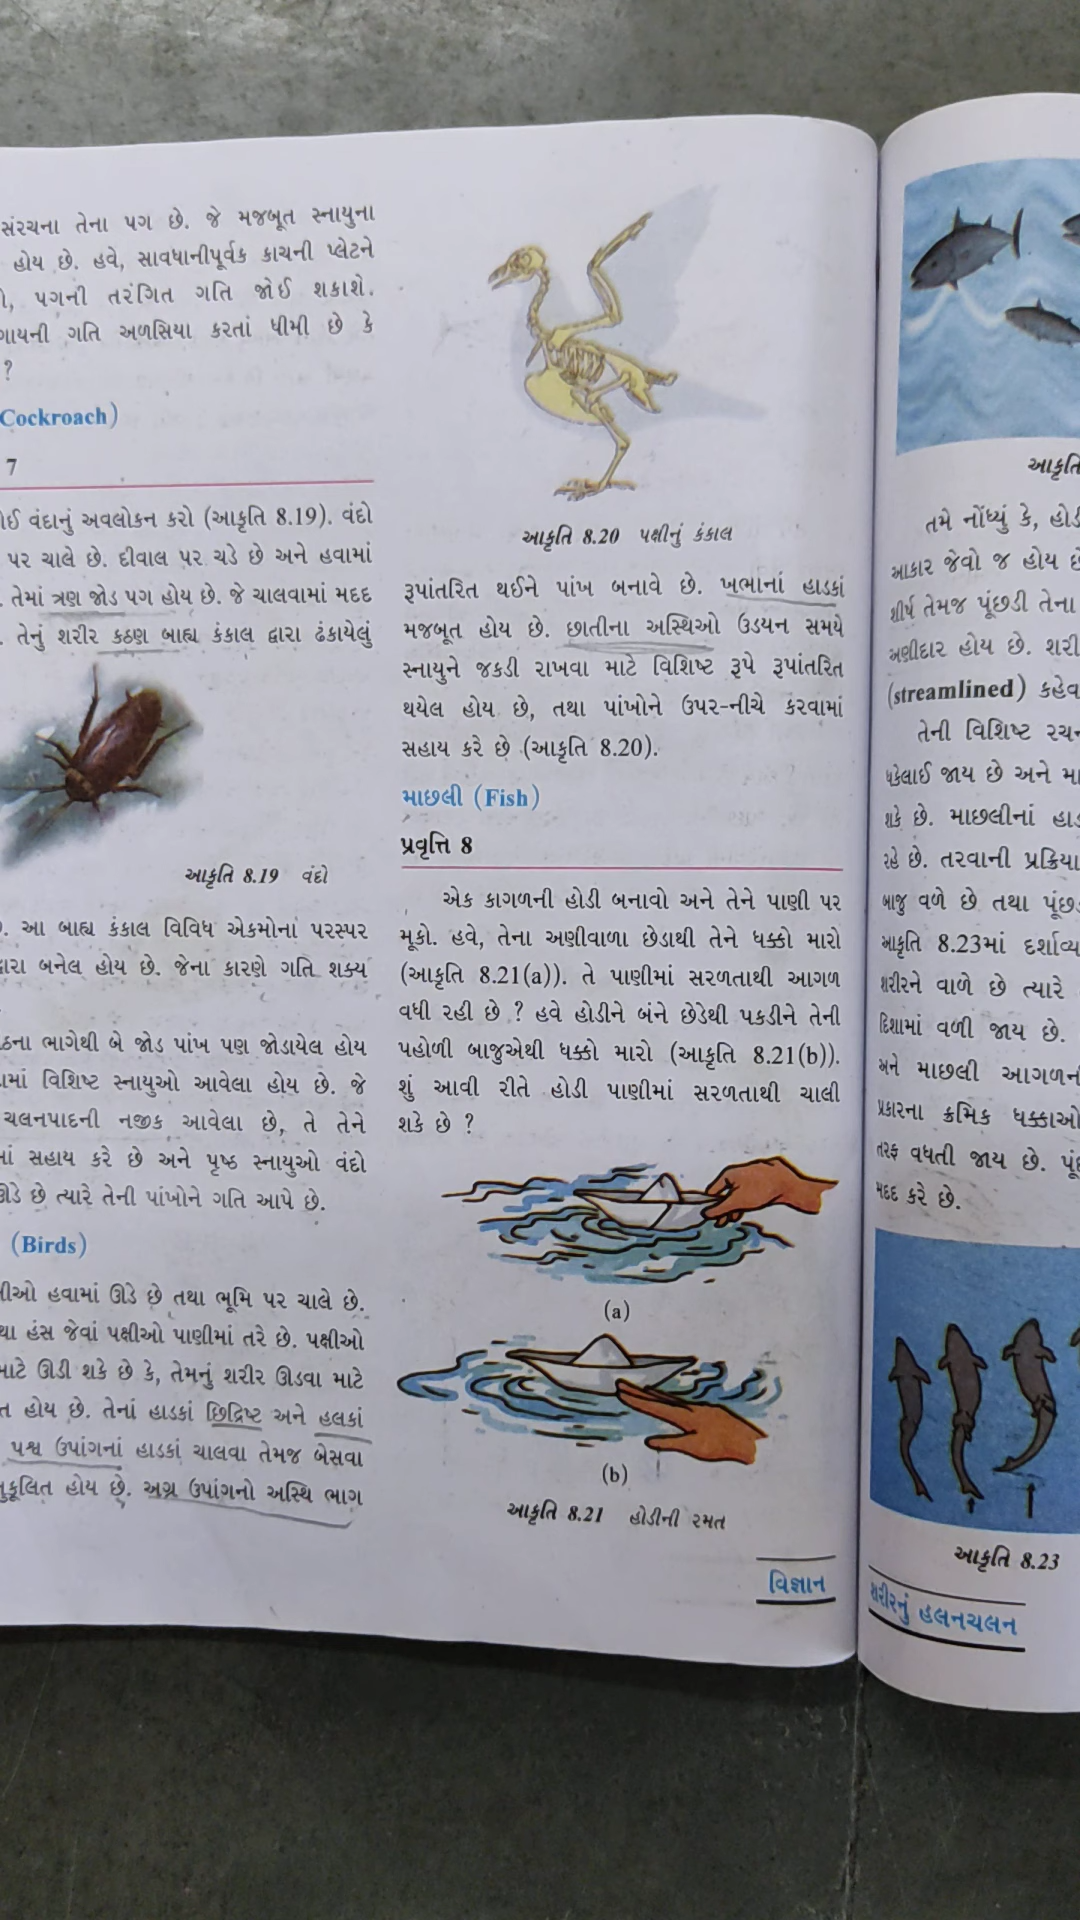 સંરચના તેના પગ છે. જે મજબૂત સ્નાયુના
હોય છે. હવે, સાવધાનીપૂર્વક કાચની પ્લેટને
પગની તરંગિત ગતિ જોઈ શકાશે.
ગતિ અળસિયા કરતાં ધીમી છે કે
?
Cockroach)
7
વંદાનું અવલોકન કરો (આકૃતિ 8.19). વંદો
પર ચાલે છે. દીવાલ પર ચડે છે અને હવામાં
તેમાં ત્રણ જોડ પગ હોય છે. જે ચાલવામાં મદદ
તેનું શરીર કઠણ બાહ્ય કંકાલ દ્વારા ઢંકાયેલું
આકૃતિ 8.19 વંદો
આ બાહ્ય કંકાલ વિવિધ એકમોનાં પરસ્પર
બનેલ હોય છે. જેના કારણે ગતિ શક્ય
ભાગેથી બે જોડ પાંખ પણ જોડાયેલ હોય
વિશિષ્ટ સ્નાયુઓ આવેલા હોય છે. જે
ચલનપાદની નજીક આવેલા છે, તે તેને
સહાય કરે છે અને પૃષ્ઠ સ્નાયુઓ વંદો
છે ત્યારે તેની પાંખોને ગતિ આપે છે.
(Birds)
હવામાં ઊડે છે તથા ભૂમિ પર ચાલે છે.
હંસ જેવાં પક્ષીઓ પાણીમાં તરે છે. પક્ષીઓ
માટે ઊડી શકે છે કે, તેમનું શરીર ઊડવા માટે
હોય છે. તેનાં હાડકાં છિદ્રિષ્ટ અને હલકાં
પશ્વ ઉપાંગનાં હાડકાં ચાલવા તેમજ બેસવા
હોય છે. અગ્ર ઉપાંગનો અસ્થિ ભાગ
આકૃતિ 8.20 પક્ષીનું કંકાલ
રૂપાંતરિત થઈને પાંખ બનાવે છે. ખભાનાં હાડકાં
મજબૂત હોય છે. છાતીના અસ્થિઓ ઉડયન સમયે
સ્નાયુને જકડી રાખવા માટે વિશિષ્ટ રૂપે રૂપાંતરિત
થયેલ હોય છે, તથા પાંખોને ઉપર-નીચે કરવામાં
સહાય કરે છે (આકૃતિ 8.20).
માછલી (Fish)
પ્રવૃત્તિ 8
એક કાગળની હોડી બનાવો અને તેને પાણી પર
મૂકો. હવે, તેના અણીવાળા છેડાથી તેને ધક્કો મારો
(આકૃતિ 8.21(a)). તે પાણીમાં સરળતાથી આગળ
વધી રહી છે ? હવે હોડીને બંને છેડેથી પકડીને તેની
પહોળી બાજુએથી ધક્કો મારો (આકૃતિ 8.21(b)).
શું આવી રીતે હોડી પાણીમાં સરળતાથી ચાલી
શકે છે ?
(a)
(b)
આકૃતિ 8.21 હોડીની રમત
વિજ્ઞાન
તમે નોંધ્યું કે,
આકાર જેવો જ હોય
શીર્ષ તેમજ પૂંછડી તેના
અણીદાર હોય છે.
(streamlined)
તેની વિશિષ્ટ
ધકેલાઈ જાય છે અને
શકે છે. માછલીનાં
રહે છે. તરવાની
બાજુ વળે છે તથા
આકૃતિ 8.23માં
શરીરને વાળે છે ત્યારે
દિશામાં વળી જાય છે.
અને માછલી
પ્રકારના ક્રમિક
તરફ વધતી જાય છે.
મદદ કરે છે.
આકૃતિ 8.23
શરીરનું હલનચલન